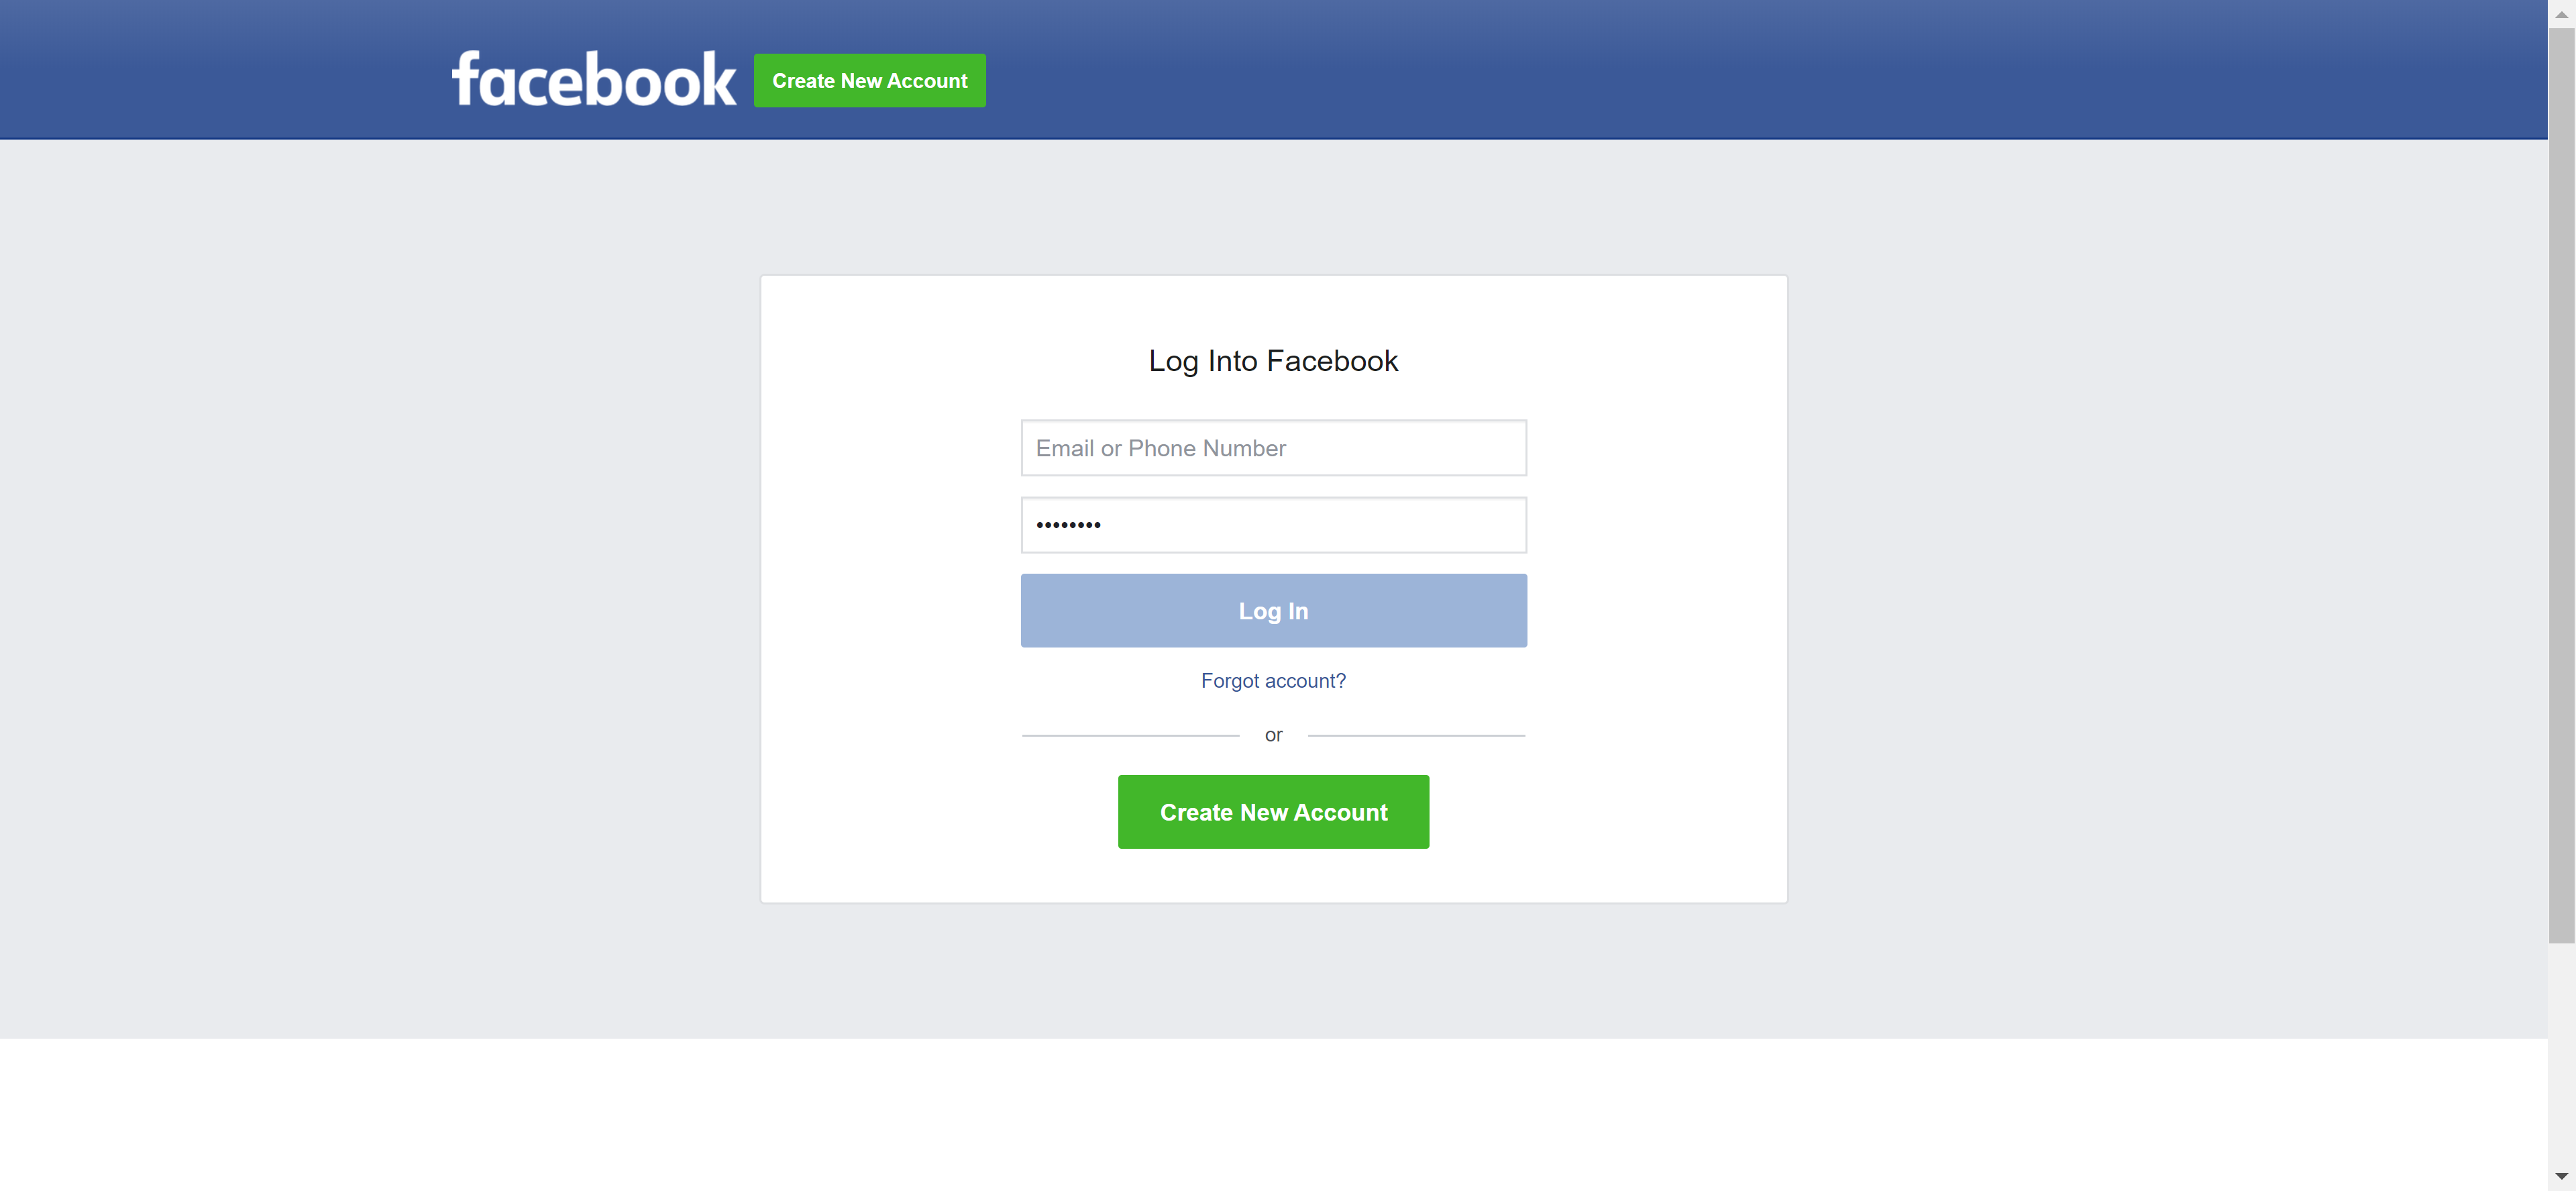 facebook
Create New Account
Log Into Facebook
Email or Phone Number
••••••••
Log In
Forgot account?
or
Create New Account